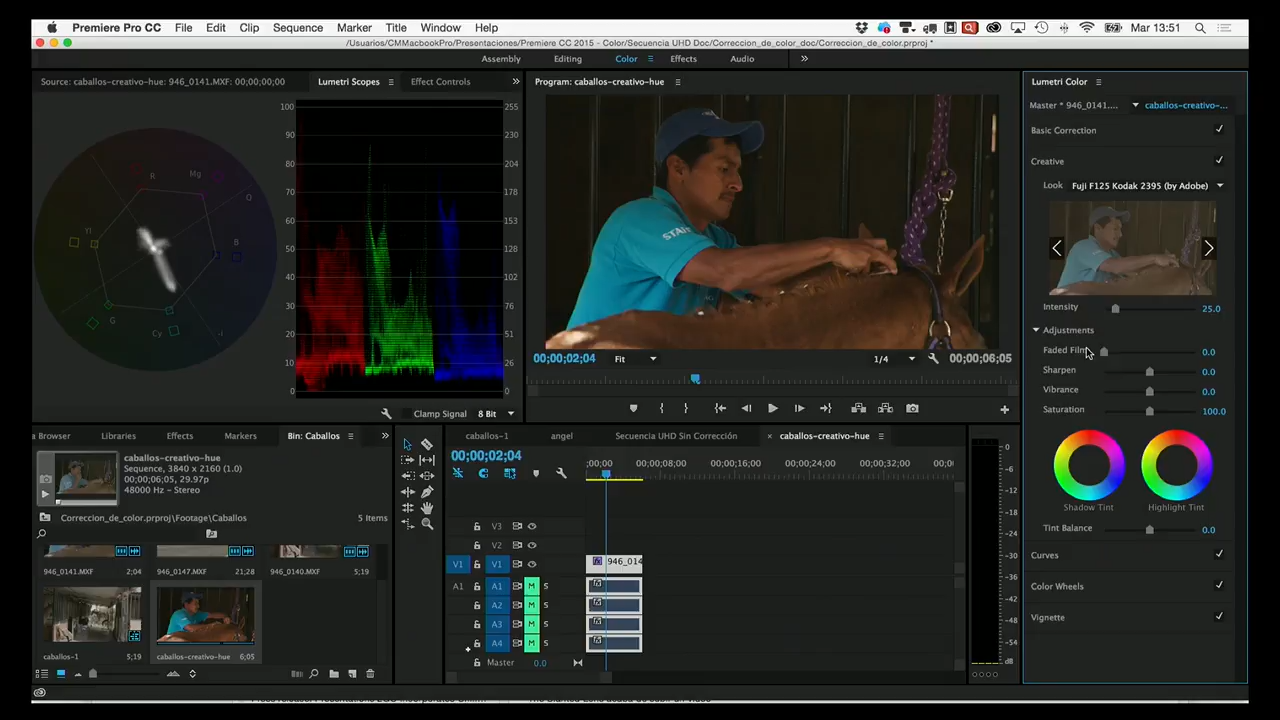 Premiere Pro CC File Edit Clip Sequence Marker Title Window Help Mar 13:51
/Usuarios/CMMacbookPro/Presentaciones/Premiere CC 2015 - Color/Secuencia UHD Doc/Correccion_de_color_doc/Correccion_de_color.prproj *
Assembly Editing Color Effects Audio
Source: caballos-creativo-hue: 946_0141.MXF: 00;00;00;00 Lumetri Scopes Effect Controls
Program: caballos-creativo-hue
Lumetri Color
Master * 946_0141.... caballos-creativo-...
Basic Correction
Creative
Look Fuji F125 Kodak 2395 (by Adobe)
Intensity 25.0
Adjustments
Faded Film 0.0
Sharpen 0.0
Vibrance 0.0
Saturation 100.0
Shadow Tint Highlight Tint
Tint Balance 0.0
Curves
Color Wheels
Vignette
R Mg B Yl
100 255
90 229
80 204
70 178
60 153
50 127
40 102
30 76
20 51
10 25
0 0
Clamp Signal 8 Bit
00;00;02;04 Fit 1/4 00;00;06;05
a Browser Libraries Effects Markers Bin: Caballos
caballos-creativo-hue
Sequence, 3840 x 2160 (1.0)
00;00;06;05, 29.97p
48000 Hz - Stereo
Correccion_de_color.prproj\Footage\Caballos 5 Items
946_0141.MXF 2;04 946_0147.MXF 21;28 5;19
caballos-1 5;19 caballos-creativo-hue 6;05
caballos-1 angel Secuencia UHD Sin Corrección caballos-creativo-hue
00;00;02;04
;00;00 00;00;08;00 00;00;16;00 00;00;24;00 00;00;32;00 00;0
V3
V2
V1 V1 946_014
A1 A1 M S
A2 M S
A3 M S
A4 M S
Master 0.0
0
-6
-12
-18
-24
-30
-36
-42
-48
-54
dB
STAFF